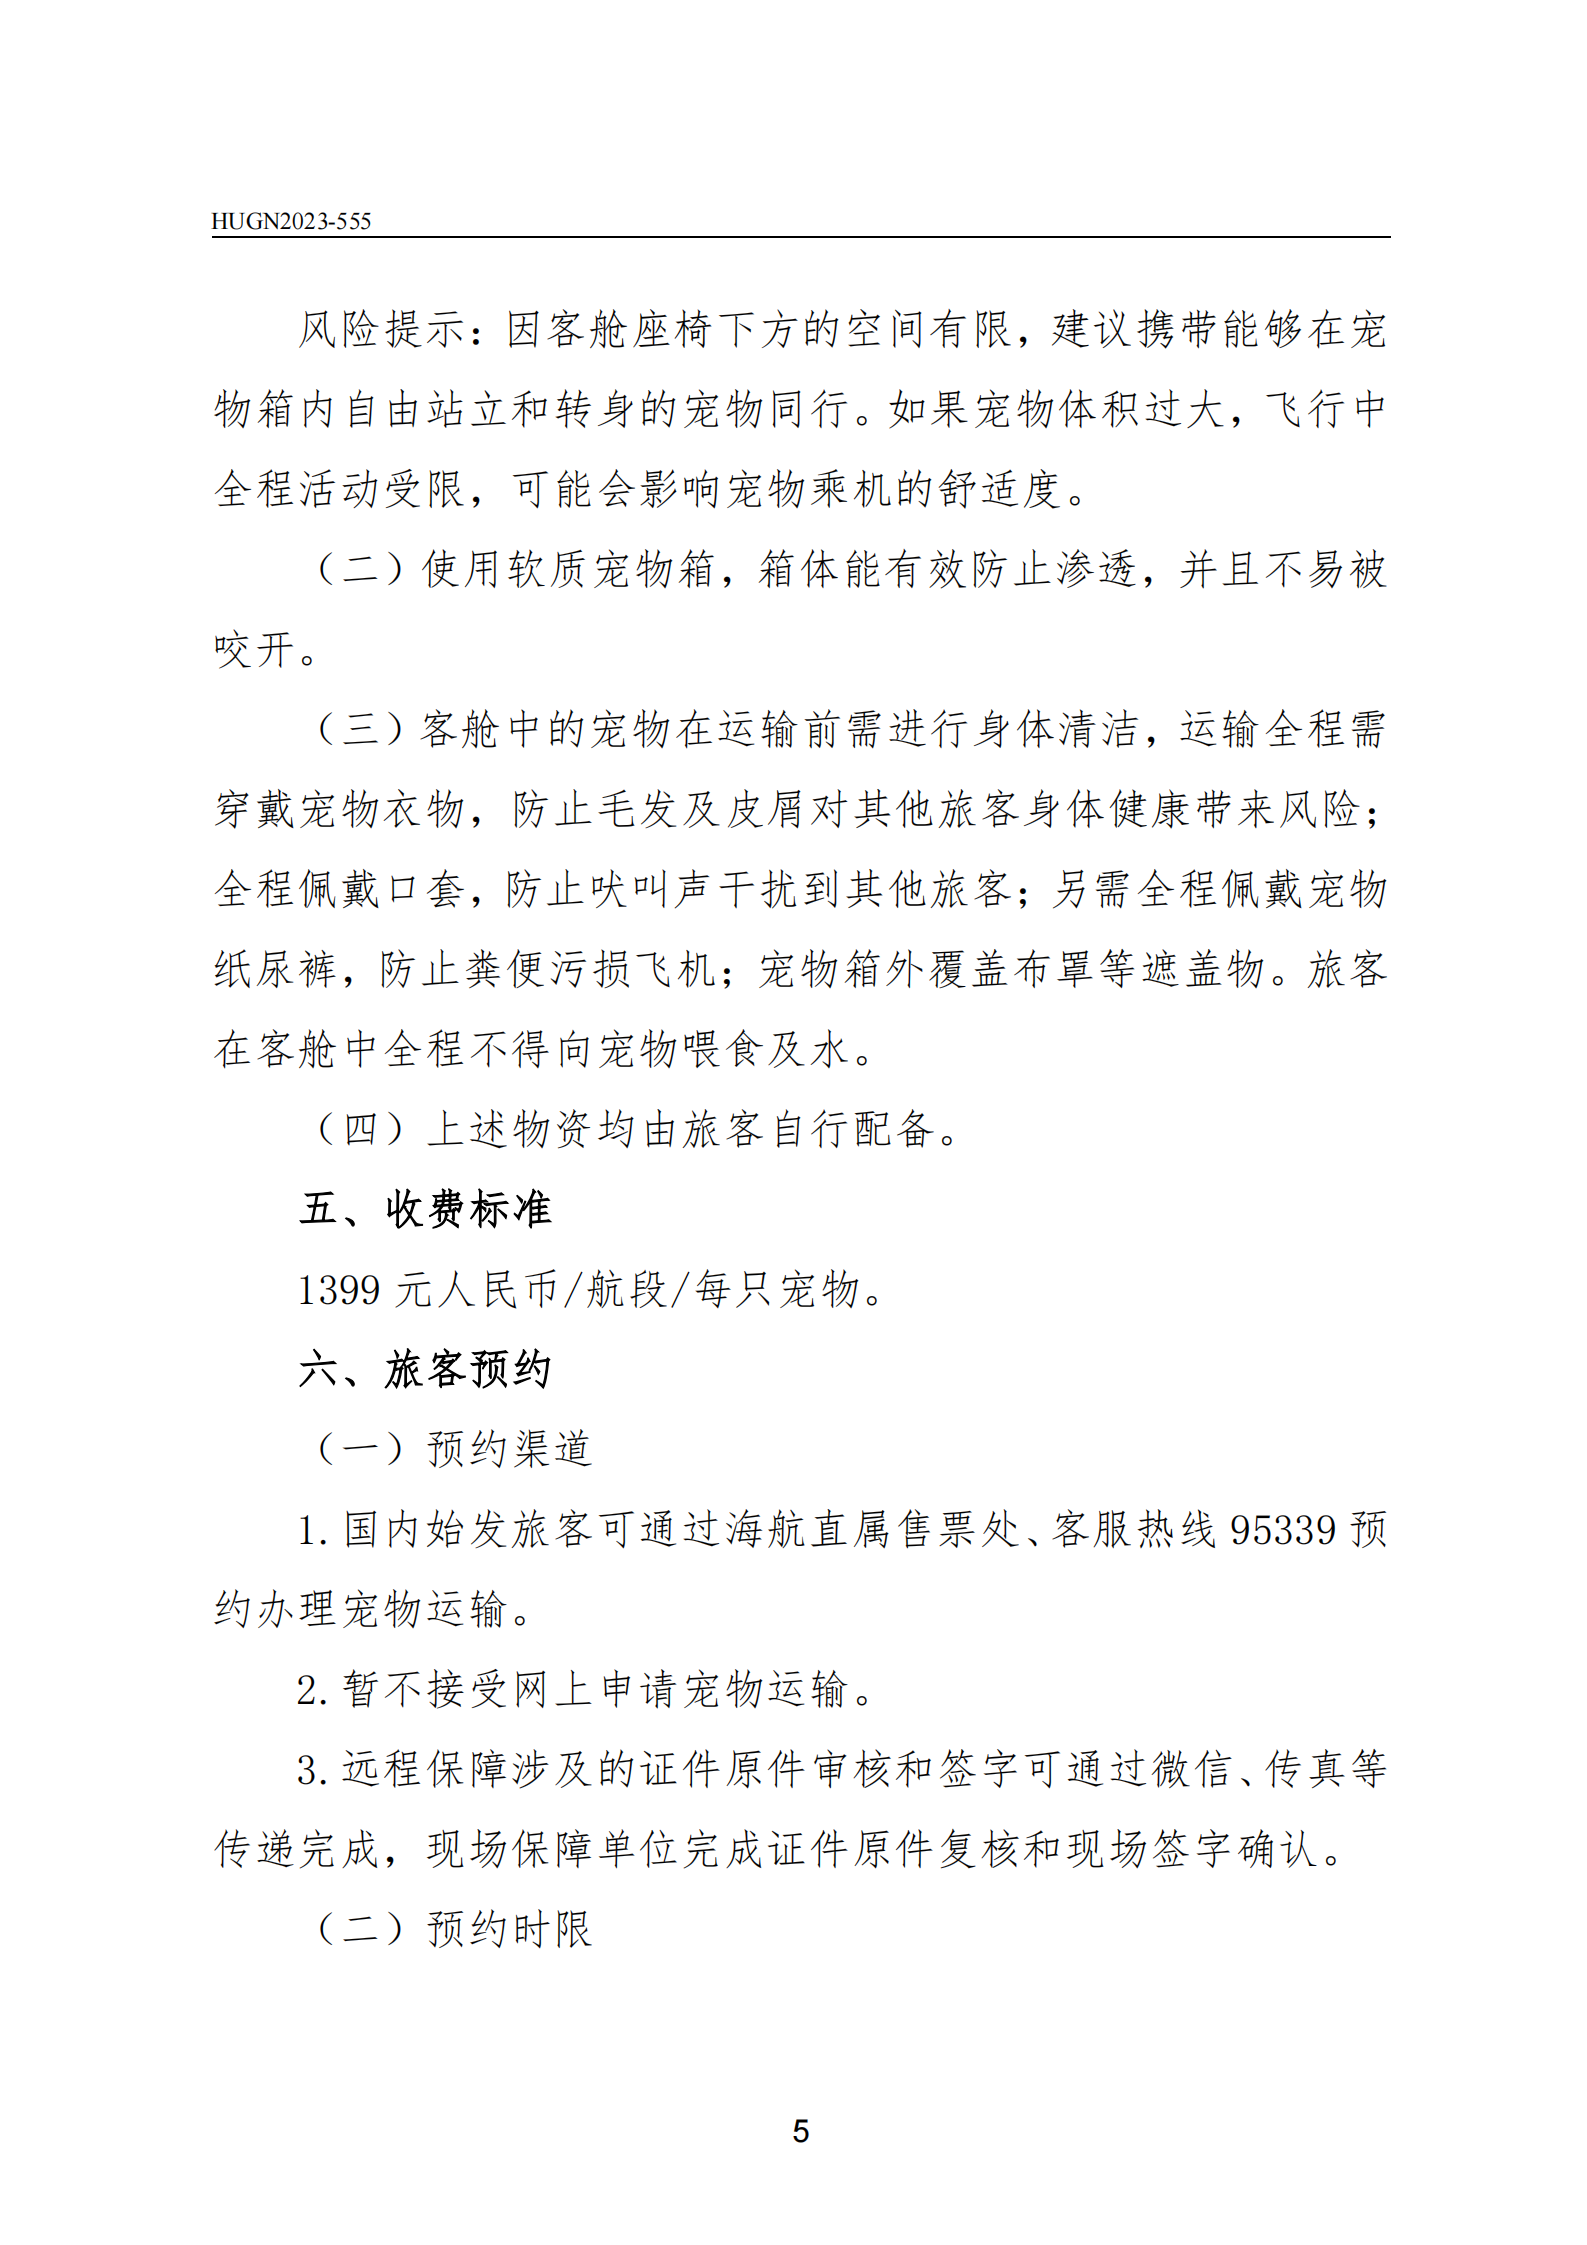 HUGN2023-555
风险提示：因客舱座椅下方的空间有限，建议携带能够在宠
物箱内自由站立和转身的宠物同行。如果宠物体积过大，飞行中
全程活动受限，可能会影响宠物乘机的舒适度。
（二）使用软质宠物箱，箱体能有效防止渗透，并且不易被
咬开。
（三）客舱中的宠物在运输前需进行身体清洁，运输全程需
穿戴宠物衣物，防止毛发及皮屑对其他旅客身体健康带来风险；
全程佩戴口套，防止吠叫声干扰到其他旅客；另需全程佩戴宠物
纸尿裤，防止粪便污损飞机；宠物箱外覆盖布罩等遮盖物。旅客
在客舱中全程不得向宠物喂食及水。
（四）上述物资均由旅客自行配备。
五、收费标准
1399 元人民币/航段/每只宠物。
六、旅客预约
（一）预约渠道
1.国内始发旅客可通过海航直属售票处、客服热线 95339 预
约办理宠物运输。
2.暂不接受网上申请宠物运输。
3.远程保障涉及的证件原件审核和签字可通过微信、传真等
传递完成，现场保障单位完成证件原件复核和现场签字确认。
（二）预约时限
5